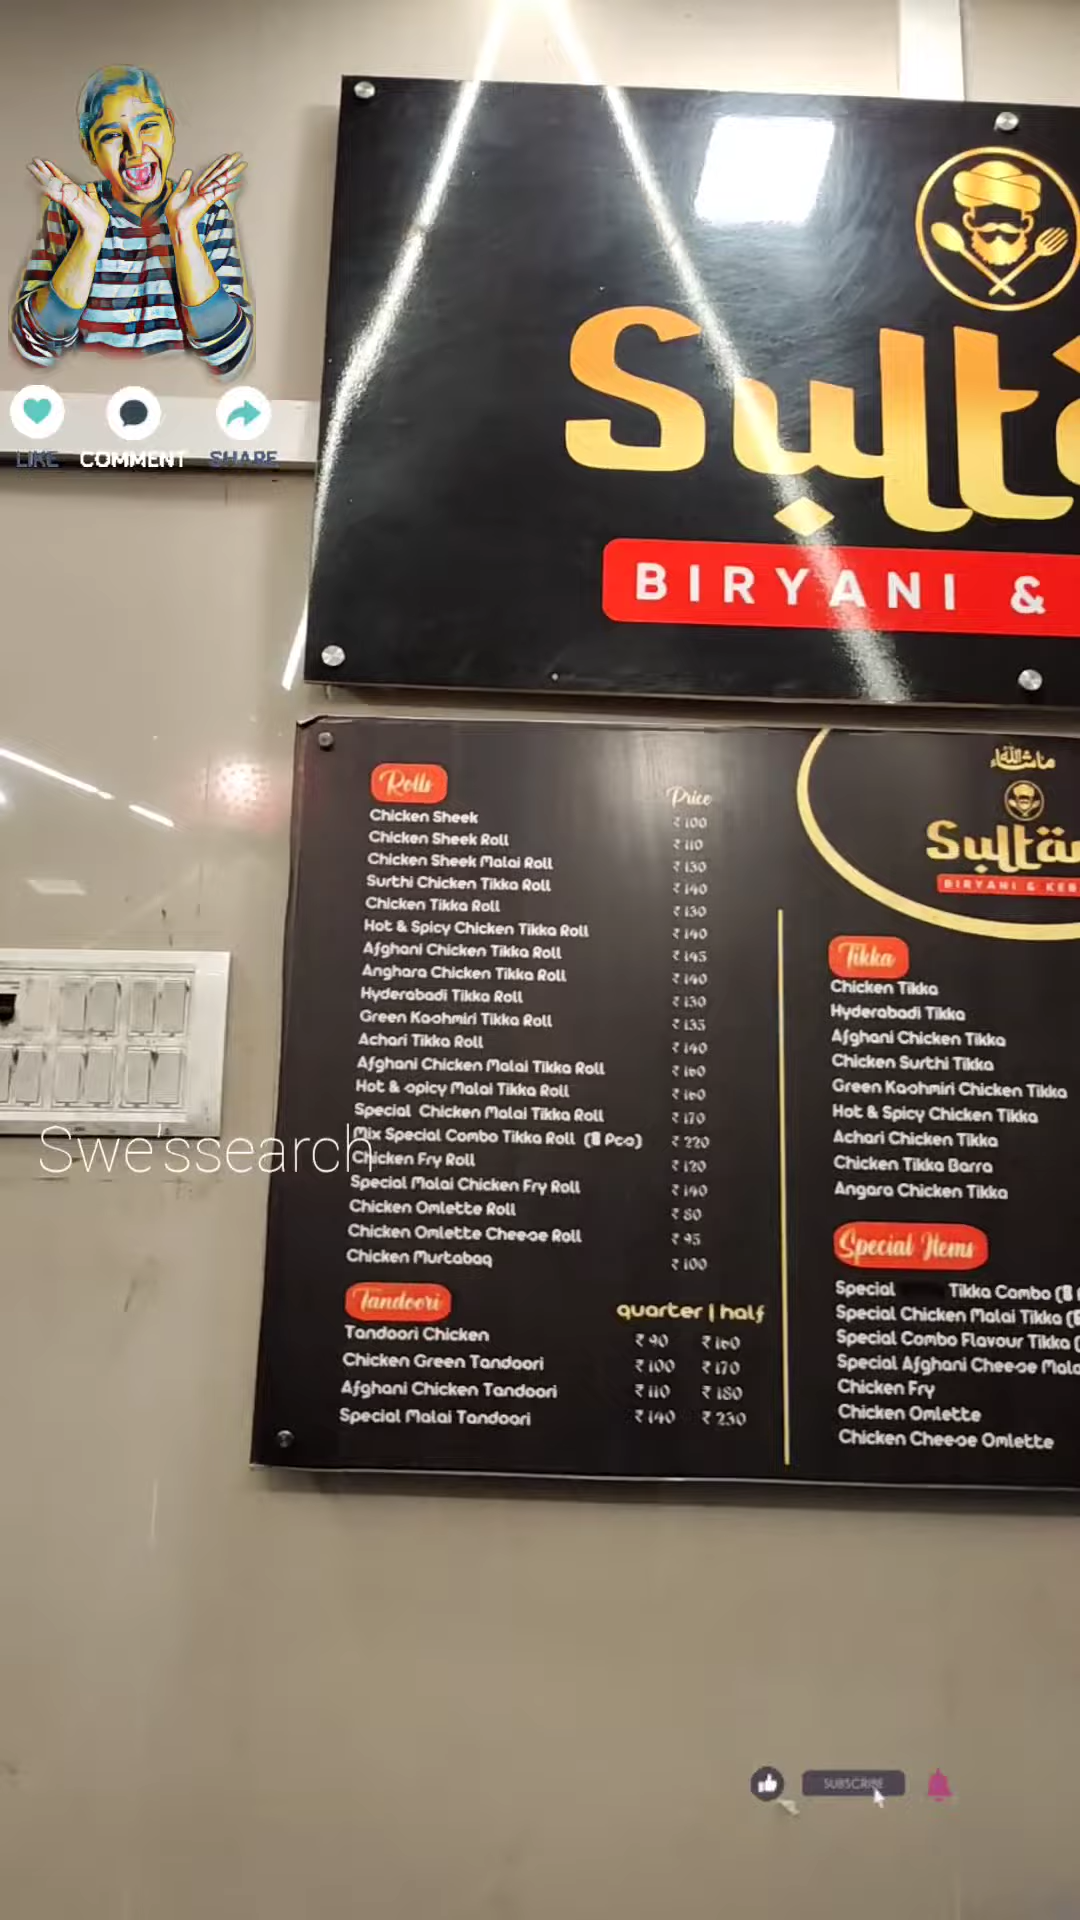 LIKE COMMENT SHARE
BIRYANI &
Rolls Price
Chicken Sheek ₹100
Chicken Sheek Roll ₹110
Chicken Sheek Malai Roll ₹130
Surthi Chicken Tikka Roll ₹140
Chicken Tikka Roll ₹130
Hot & Spicy Chicken Tikka Roll ₹140
Afghani Chicken Tikka Roll ₹145
Anghara Chicken Tikka Roll ₹140
Hyderabadi Tikka Roll ₹130
Green Kashmiri Tikka Roll ₹135
Achari Tikka Roll ₹140
Afghani Chicken Malai Tikka Roll ₹160
Hot & spicy Malai Tikka Roll ₹160
Special Chicken Malai Tikka Roll ₹170
Mix Special Combo Tikka Roll (8 Pcs) ₹220
Chicken Fry Roll ₹120
Special Malai Chicken Fry Roll ₹140
Chicken Omlette Roll ₹80
Chicken Omlette Cheese Roll ₹95
Chicken Murtabaq ₹100
Tandoori quarter | half
Tandoori Chicken ₹90 ₹160
Chicken Green Tandoori ₹100 ₹170
Afghani Chicken Tandoori ₹110 ₹180
Special Malai Tandoori ₹140 ₹230
ماشاءالله
BIRYANI &
Tikka
Chicken Tikka
Hyderabadi Tikka
Afghani Chicken Tikka
Chicken Surthi Tikka
Green Kashmiri Chicken Tikka
Hot & Spicy Chicken Tikka
Achari Chicken Tikka
Chicken Tikka Barra
Angara Chicken Tikka
Special Items
Special Tikka Combo (8
Special Chicken Malai Tikka
Special Combo Flavour Tikka
Special Afghani Cheese
Chicken Fry
Chicken Omlette
Chicken Cheese Omlette
Swe'ssearch
SUBSCRIBE